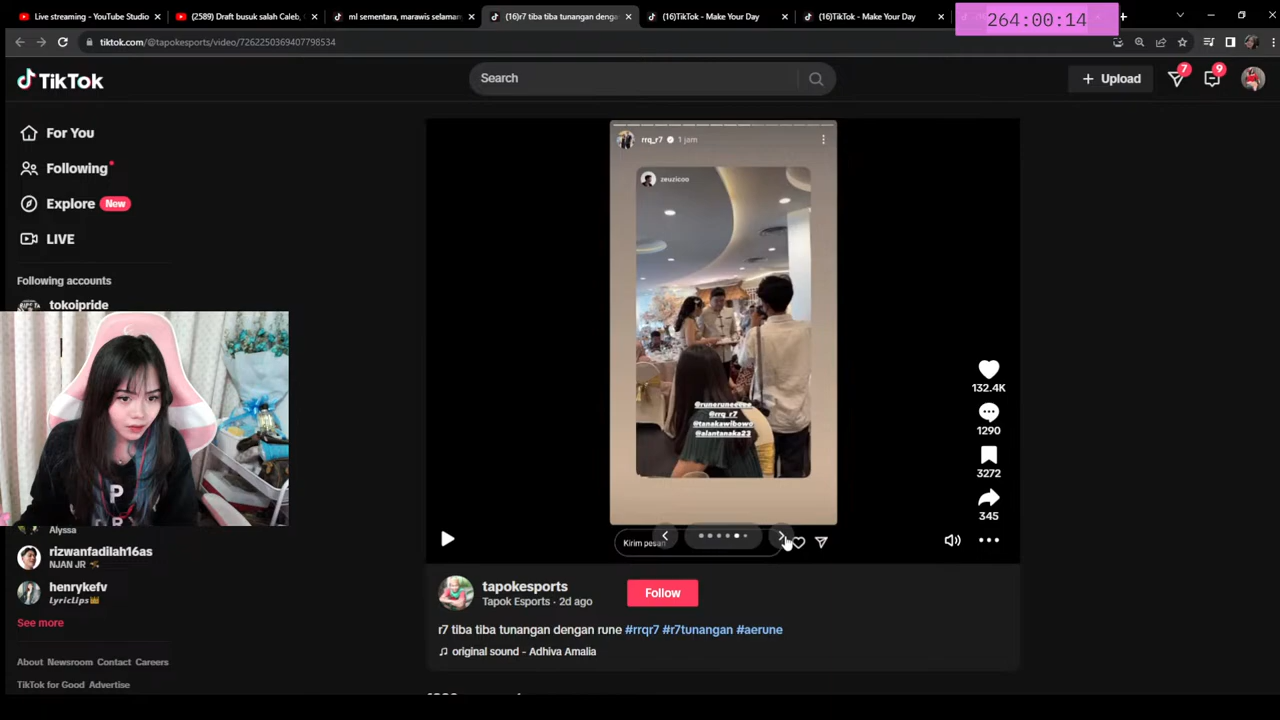 Live streaming - YouTube Studio
(2589) Draft busuk salah Caleb,
ml sementara, marawis selamam
(16)r7 tiba tiba tunangan denga
(16)TikTok - Make Your Day
(16)TikTok - Make Your Day
264:00:14
tiktok.com/@tapokesports/video/7262250369407798534
TikTok
Search
Upload
7
9
For You
Following
Explore
New
LIVE
Following accounts
tokoipride
Alyssa
rizwanfadilah16as
NJAN JR
henrykefv
LyricLips
See more
About Newsroom Contact Careers
TikTok for Good Advertise
rrq_r7 1 jam
zeuzicoo
@runeruneeeee
@rrq_r7
@tanakawibowo
@alantanaka23
Kirim pesan
132.4K
1290
3272
345
tapokesports
Tapok Esports · 2d ago
Follow
r7 tiba tiba tunangan dengan rune #rrqr7 #r7tunangan #aerune
original sound - Adhiva Amalia